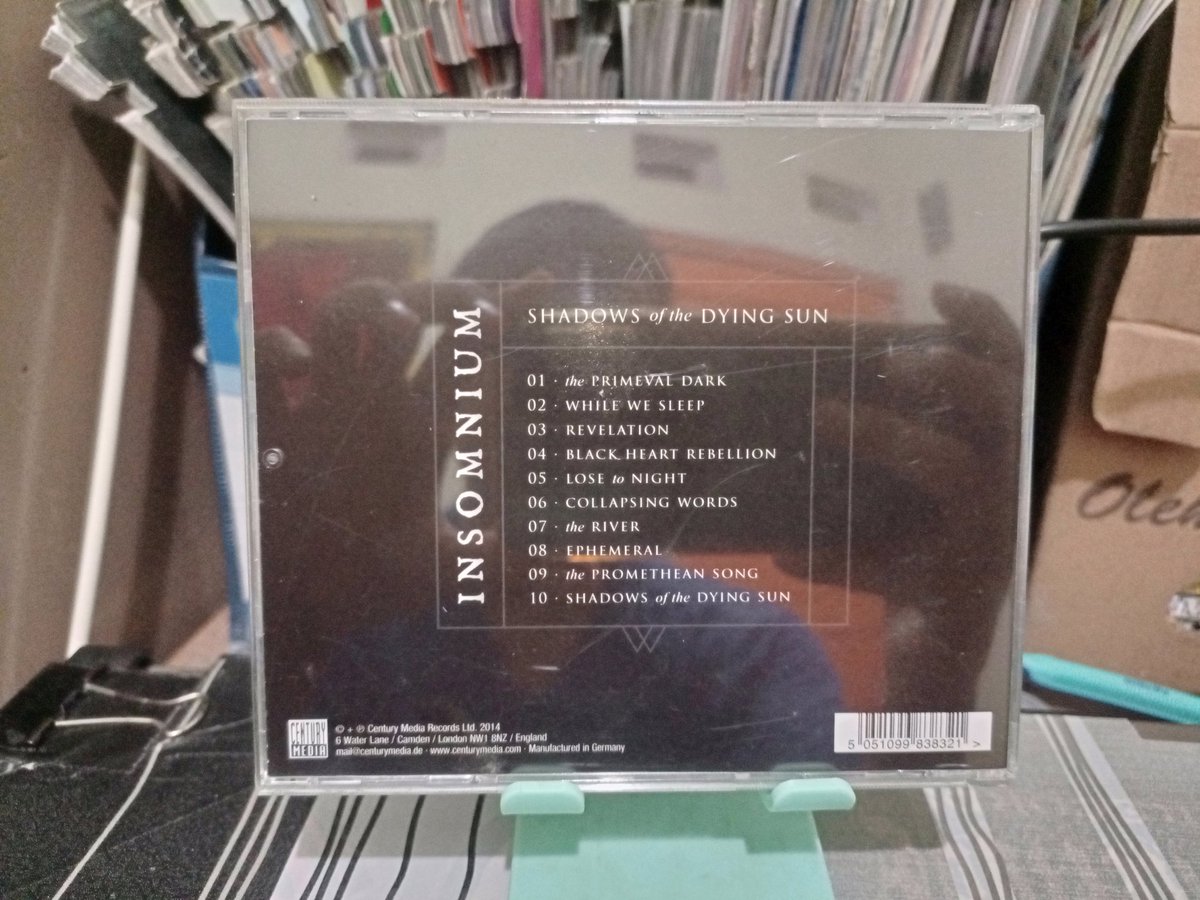 INSOMNIUM
SHADOWS of the DYING SUN
01 · the PRIMEVAL DARK
02 · WHILE WE SLEEP
03 · REVELATION
04 · BLACK HEART REBELLION
05 · LOSE to NIGHT
06 · COLLAPSING WORDS
07 · the RIVER
08 · EPHEMERAL
09 · the PROMETHEAN SONG
10 · SHADOWS of the DYING SUN
CENTURY
MEDIA
© + ℗ Century Media Records Ltd. 2014
6 Water Lane / Camden / London NW1 8NZ / England
mail@centurymedia.de · www.centurymedia.com · Manufactured in Germany
5 051099 838321 >